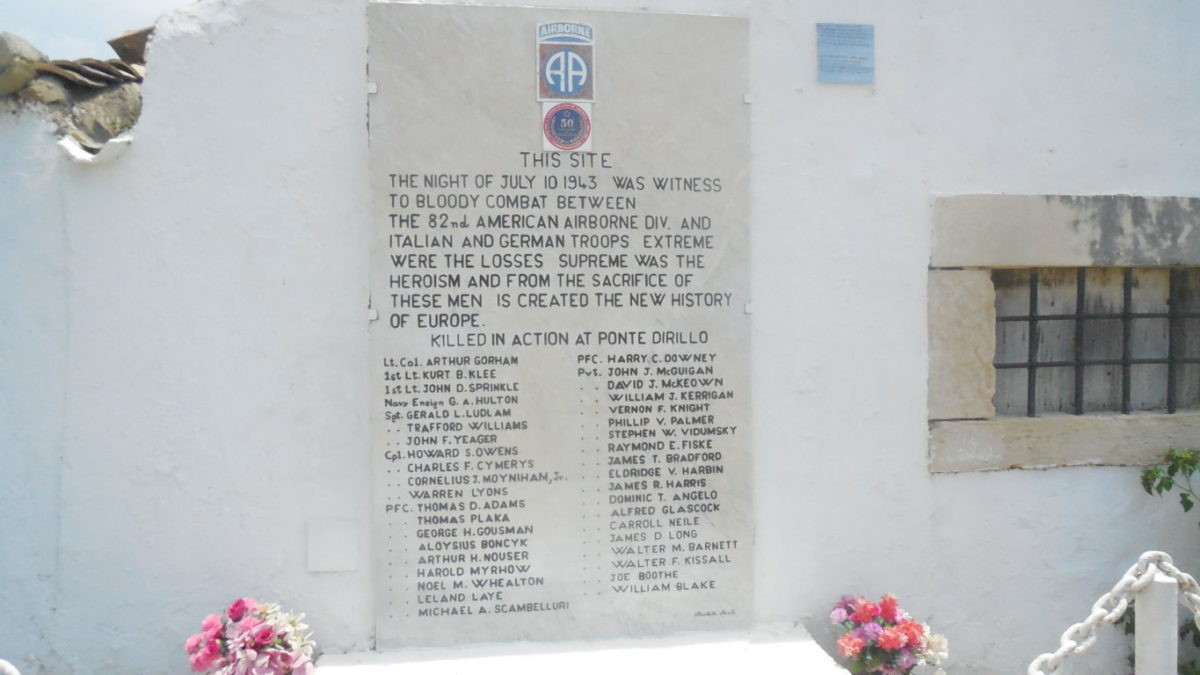 AIRBORNE
AA
50
THIS SITE
THE NIGHT OF JULY 10 1943 WAS WITNESS
TO BLOODY COMBAT BETWEEN
THE 82nd AMERICAN AIRBORNE DIV. AND
ITALIAN AND GERMAN TROOPS EXTREME
WERE THE LOSSES SUPREME WAS THE
HEROISM AND FROM THE SACRIFICE OF
THESE MEN IS CREATED THE NEW HISTORY
OF EUROPE.
KILLED IN ACTION AT PONTE DIRILLO
Lt. Col. ARTHUR GORHAM
1st Lt. KURT B. KLEE
1st Lt. JOHN D. SPRINKLE
Navy Ensign G. A. HULTON
Sgt. GERALD L. LUDLAM
. . TRAFFORD WILLIAMS
. . JOHN F. YEAGER
Cpl. HOWARD S. OWENS
. . CHARLES F. CYMERYS
. . CORNELIUS J. MOYNIHAM, Jr.
. . WARREN LYONS
PFC. THOMAS D. ADAMS
. . THOMAS PLAKA
. . GEORGE H. GOUSMAN
. . ALOYSIUS BONCYK
. . ARTHUR H. NOUSER
. . HAROLD MYRHOW
. . NOEL M. WHEALTON
. . LELAND LAYE
. . MICHAEL A. SCAMBELLURI
PFC. HARRY C. DOWNEY
Pvt. JOHN J. McGUIGAN
. . DAVID J. McKEOWN
. . WILLIAM J. KERRIGAN
. . VERNON F. KNIGHT
. . PHILLIP V. PALMER
. . STEPHEN W. VIDUMSKY
. . RAYMOND E. FISKE
. . JAMES T. BRADFORD
. . ELDRIDGE V. HARBIN
. . JAMES R. HARRIS
. . DOMINIC T. ANGELO
. . ALFRED GLASCOCK
. . CARROLL NEILE
. . JAMES D LONG
. . WALTER M. BARNETT
. . WALTER F. KISSALL
. . JOE BOOTHE
. . WILLIAM BLAKE